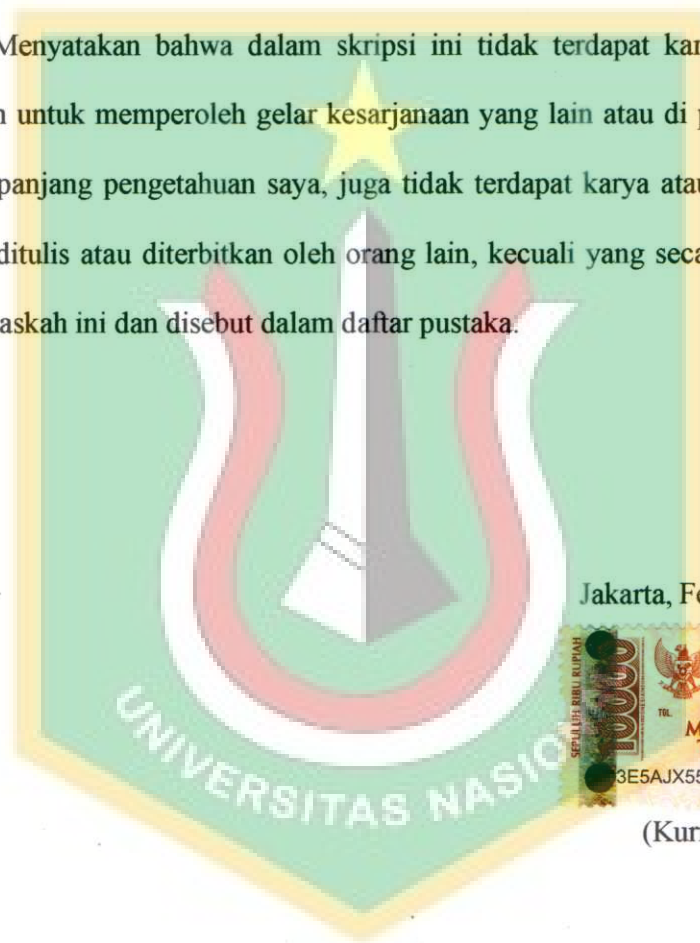 Menyatakan bahwa dalam skripsi ini tidak terdapat kar
untuk memperoleh gelar kesarjanaan yang lain atau di p
panjang pengetahuan saya, juga tidak terdapat karya atau
ditulis atau diterbitkan oleh orang lain, kecuali yang seca
askah ini dan disebut dalam daftar pustaka.
Jakarta, Fe
SEPULUH RIBU RUPIAH
10000
TGL.
3E5AJX55
(Kur
UNIVERSITAS NASIO